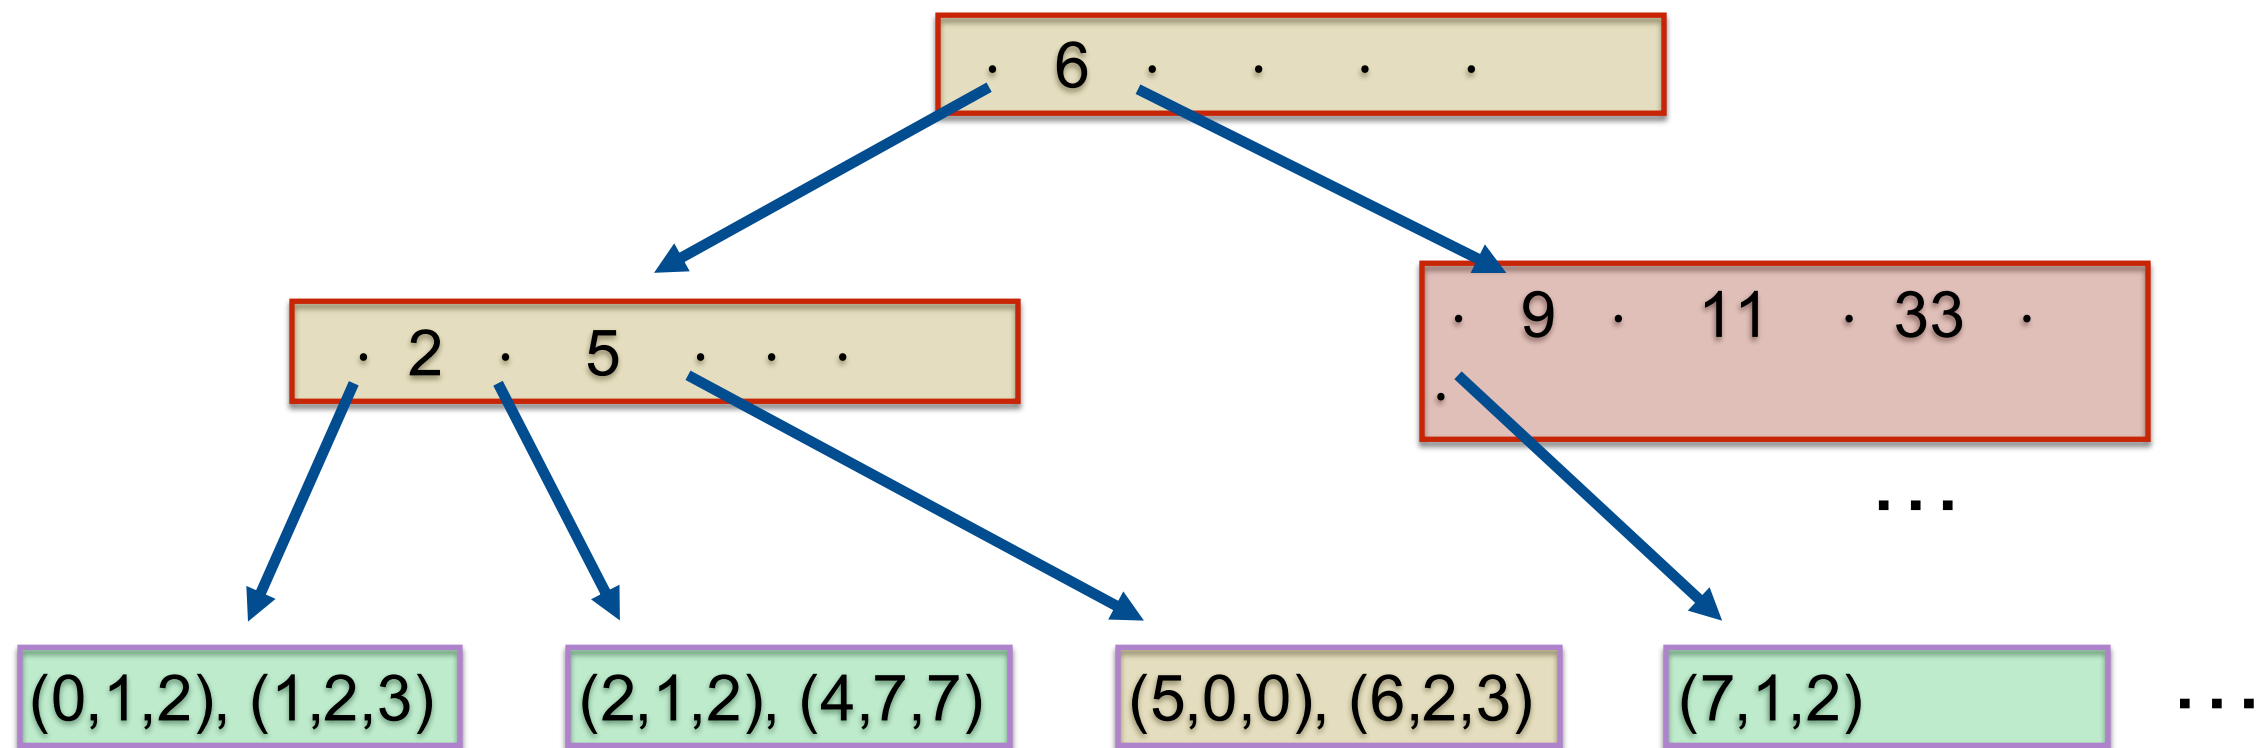 · 6 · · · ·
· 2 · 5 · · ·
· 9 · 11 · 33 ·
·
...
(0,1,2), (1,2,3)
(2,1,2), (4,7,7)
(5,0,0), (6,2,3)
(7,1,2)
...